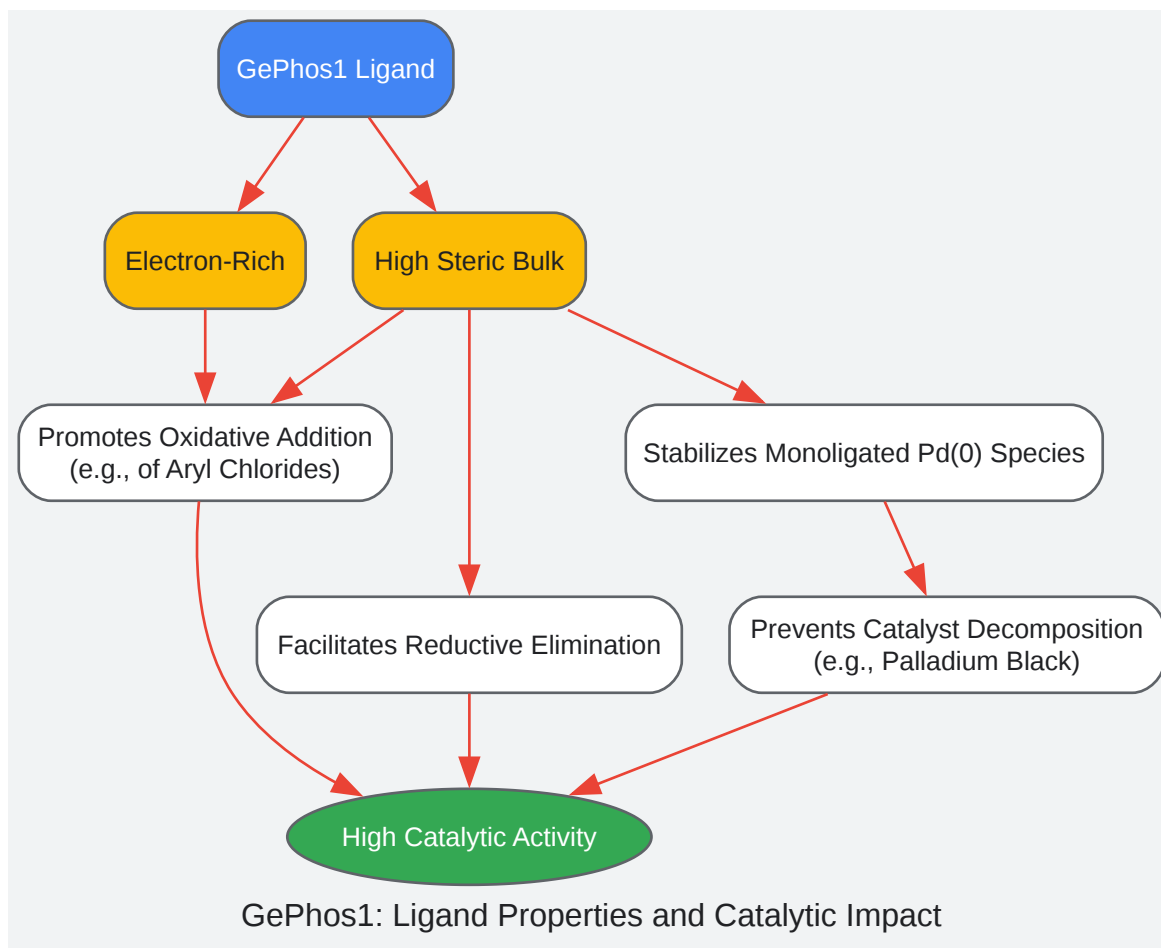 GePhos1 Ligand
Electron-Rich
High Steric Bulk
Promotes Oxidative Addition
(e.g., of Aryl Chlorides)
Stabilizes Monoligated Pd(0) Species
Facilitates Reductive Elimination
Prevents Catalyst Decomposition
(e.g., Palladium Black)
High Catalytic Activity
GePhos1: Ligand Properties and Catalytic Impact